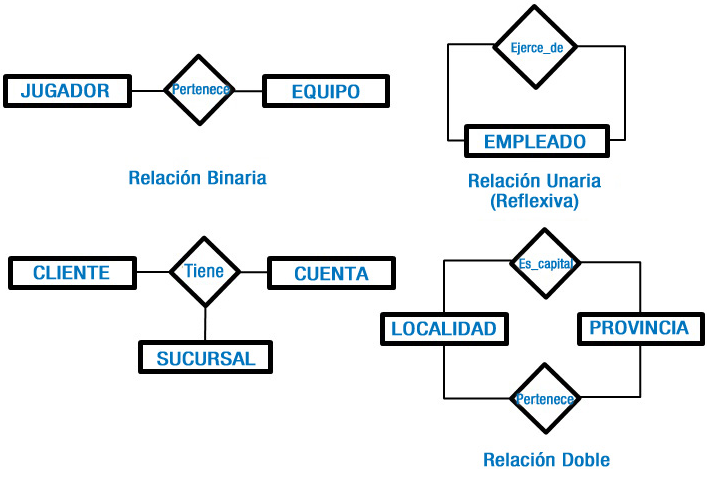 JUGADOR
Pertenece
EQUIPO
Relación Binaria
Ejerce_de
EMPLEADO
Relación Unaria
(Reflexiva)
CLIENTE
Tiene
CUENTA
SUCURSAL
Es_capital
LOCALIDAD
PROVINCIA
Pertenece
Relación Doble